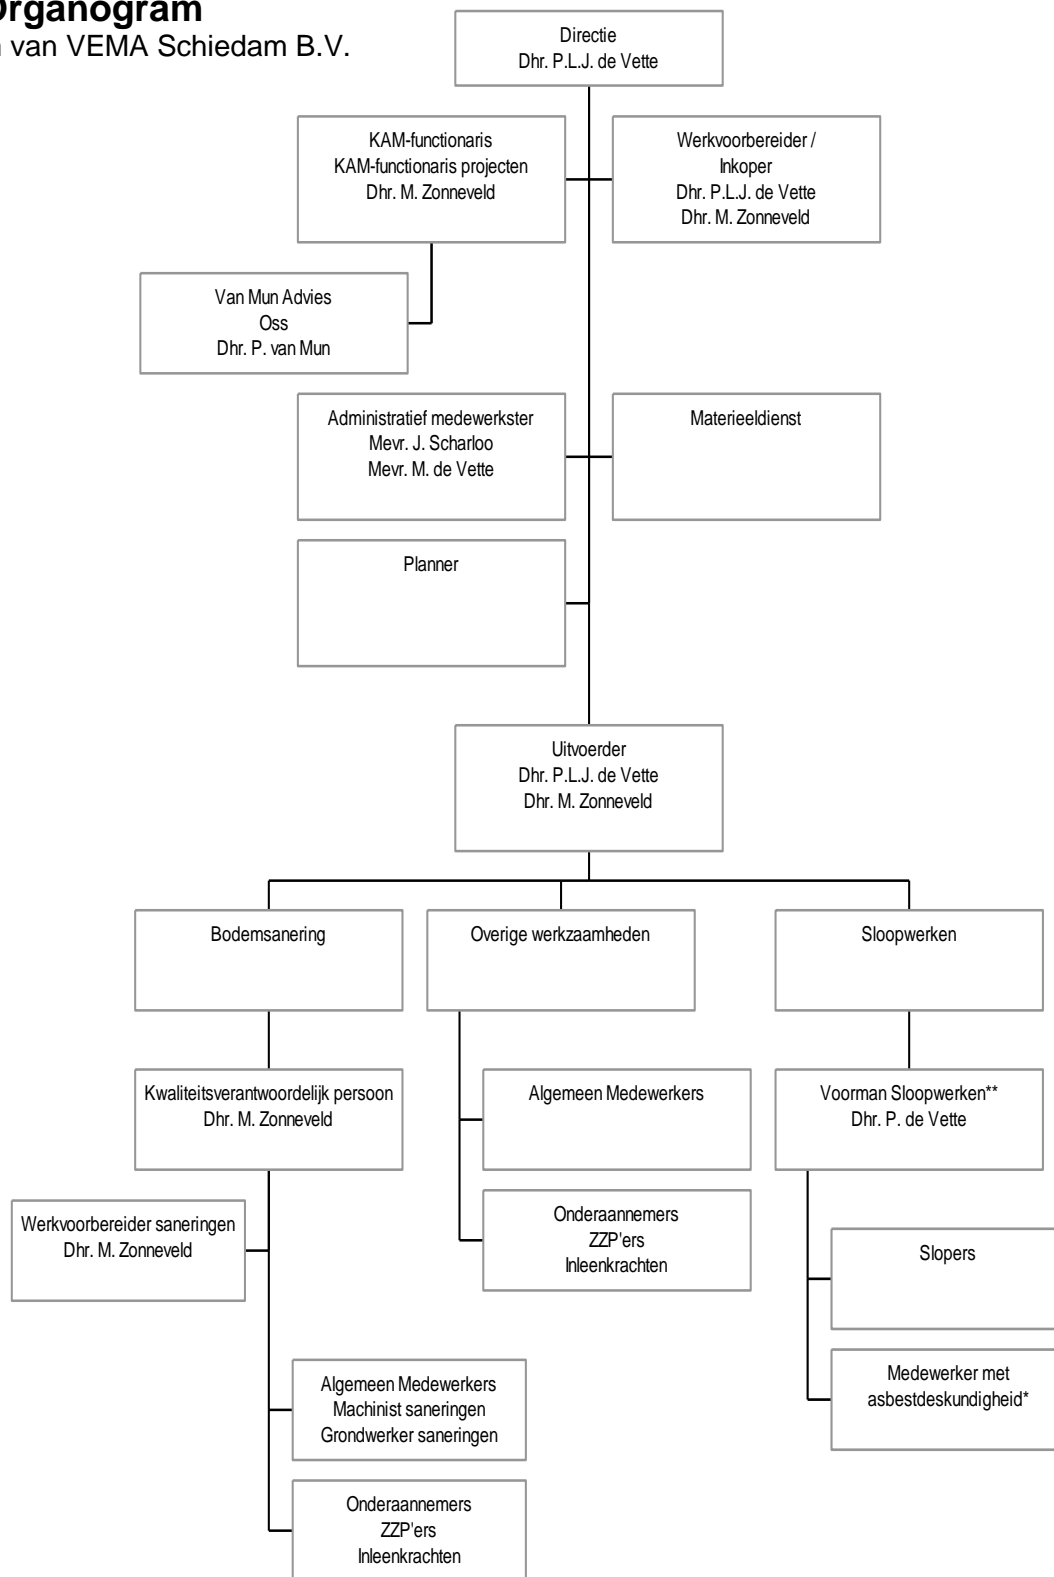 Organogram
van VEMA Schiedam B.V.
Directie
Dhr. P.L.J. de Vette
KAM-functionaris
KAM-functionaris projecten
Dhr. M. Zonneveld
Werkvoorbereider /
Inkoper
Dhr. P.L.J. de Vette
Dhr. M. Zonneveld
Van Mun Advies
Oss
Dhr. P. van Mun
Administratief medewerkster
Mevr. J. Scharloo
Mevr. M. de Vette
Materieeldienst
Planner
Uitvoerder
Dhr. P.L.J. de Vette
Dhr. M. Zonneveld
Bodemsanering
Overige werkzaamheden
Sloopwerken
Kwaliteitsverantwoordelijk persoon
Dhr. M. Zonneveld
Algemeen Medewerkers
Voorman Sloopwerken**
Dhr. P. de Vette
Werkvoorbereider saneringen
Dhr. M. Zonneveld
Onderaannemers
ZZP'ers
Inleenkrachten
Slopers
Algemeen Medewerkers
Machinist saneringen
Grondwerker saneringen
Medewerker met
asbestdeskundigheid*
Onderaannemers
ZZP'ers
Inleenkrachten